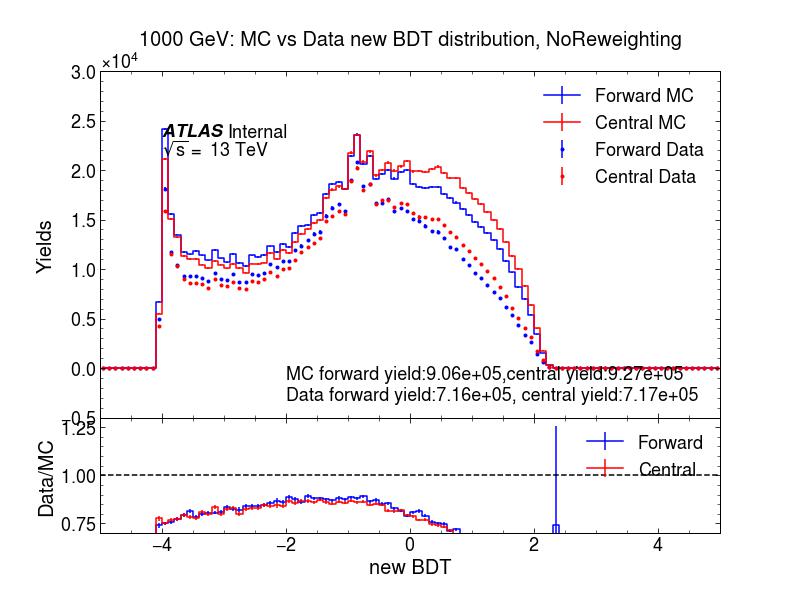 1000 GeV: MC vs Data new BDT distribution, NoReweighting
×10⁴
3.0
2.5
2.0
1.5
1.0
0.5
0.0
−0.5
Yields
ATLAS Internal
√s = 13 TeV
Forward MC
Central MC
Forward Data
Central Data
MC forward yield:9.06e+05,central yield:9.27e+05
Data forward yield:7.16e+05, central yield:7.17e+05
1.25
1.00
0.75
Data/MC
Forward
Central
−4 −2 0 2 4
new BDT